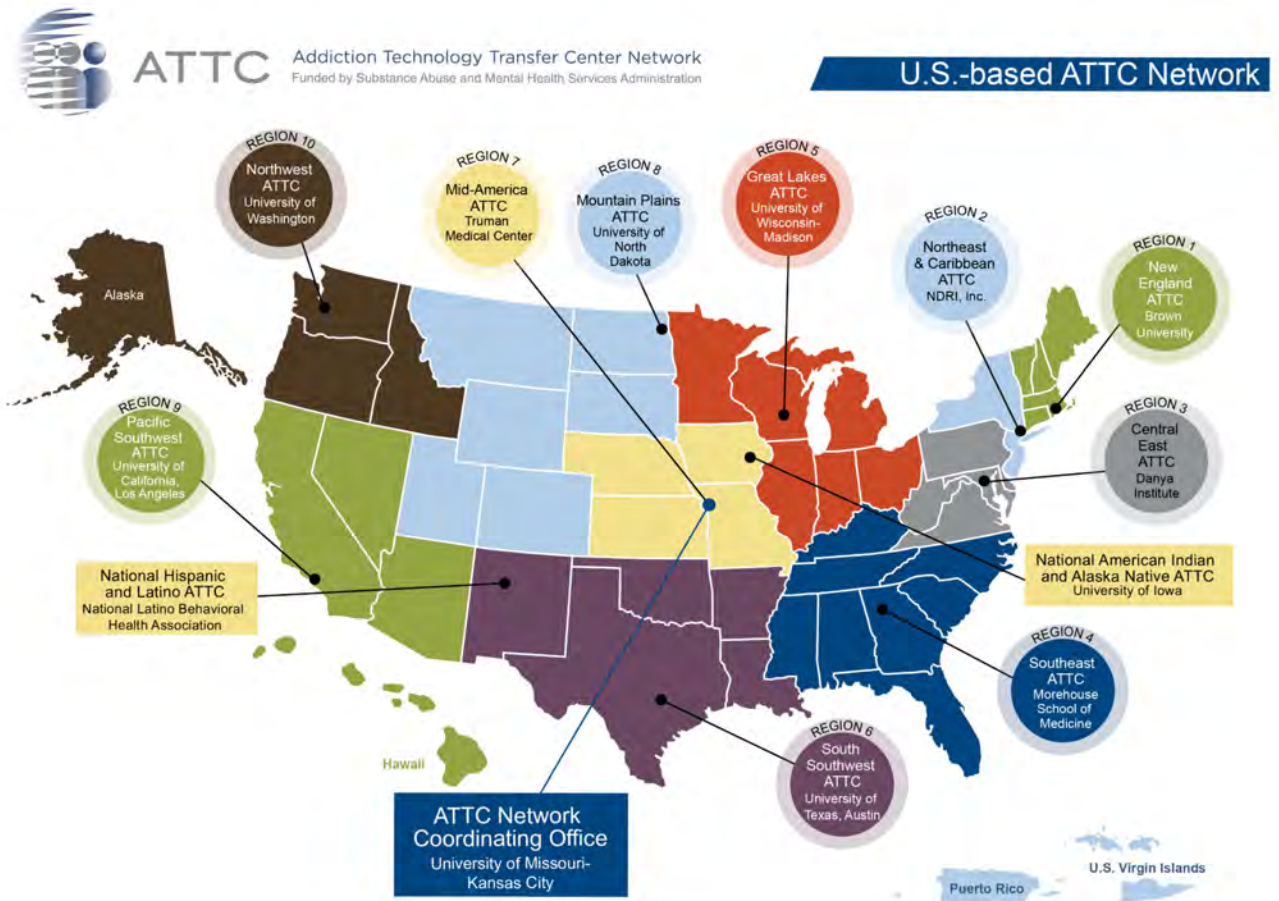 ATTC
Addiction Technology Transfer Center Network
Funded by Substance Abuse and Mental Health Services Administration
U.S.-based ATTC Network
REGION 10
Northwest
ATTC
University of
Washington
REGION 7
Mid-America
ATTC
Truman
Medical Center
REGION 8
Mountain Plains
ATTC
University of
North
Dakota
REGION 5
Great Lakes
ATTC
University of
Wisconsin-
Madison
REGION 2
Northeast
& Caribbean
ATTC
NDRI, Inc.
REGION 1
New
England
ATTC
Brown
University
Alaska
REGION 9
Pacific
Southwest
ATTC
University of
California,
Los Angeles
REGION 3
Central
East
ATTC
Danya
Institute
National Hispanic
and Latino ATTC
National Latino Behavioral
Health Association
National American Indian
and Alaska Native ATTC
University of Iowa
REGION 4
Southeast
ATTC
Morehouse
School of
Medicine
Hawaii
REGION 6
South
Southwest
ATTC
University of
Texas, Austin
ATTC Network
Coordinating Office
University of Missouri-
Kansas City
U.S. Virgin Islands
Puerto Rico